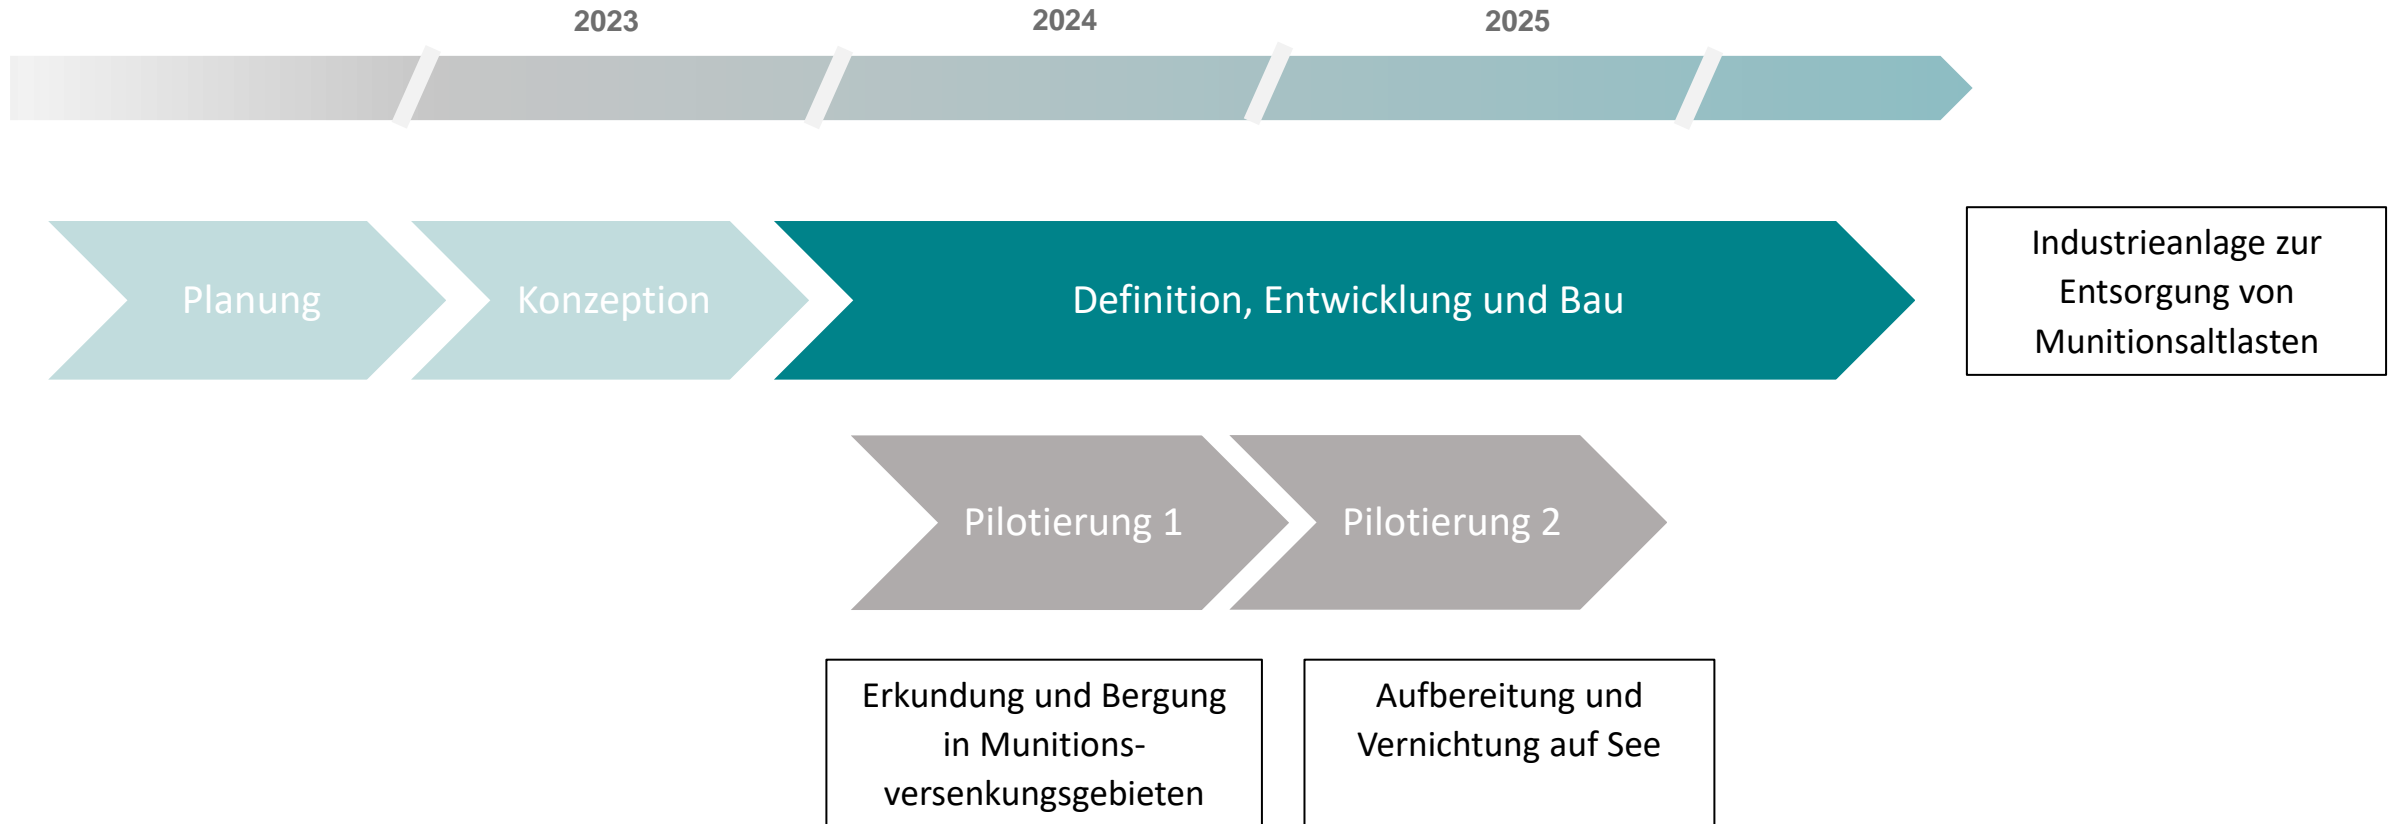 2023
2024
2025
Planung
Konzeption
Definition, Entwicklung und Bau
Industrieanlage zur
Entsorgung von
Munitionsaltlasten
Pilotierung 1
Pilotierung 2
Erkundung und Bergung
in Munitions-
versenkungsgebieten
Aufbereitung und
Vernichtung auf See